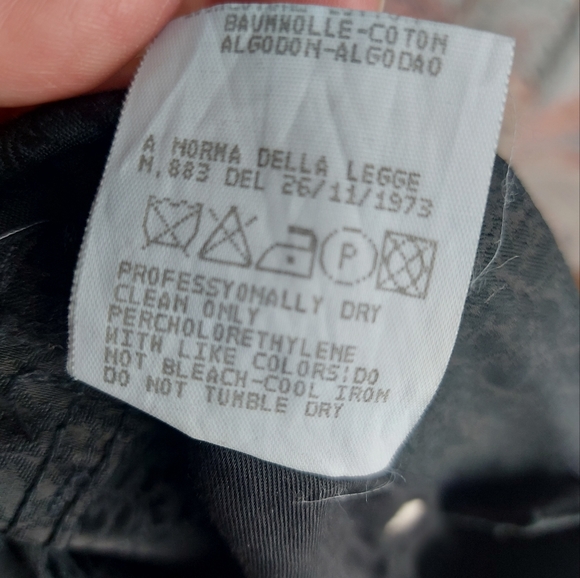 BAUMWOLLE-COTON
ALGODON-ALGODAO
A NORMA DELLA LEGGE
N.883 DEL 26/11/1973
P
PROFESSYONALLY DRY
CLEAN ONLY
PERCHOLORETHYLENE
WITH LIKE COLORS:DO
NOT BLEACH-COOL IRON
DO NOT TUMBLE DRY